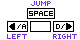 JUMP
SPACE
◀/A D/▶
LEFT RIGHT